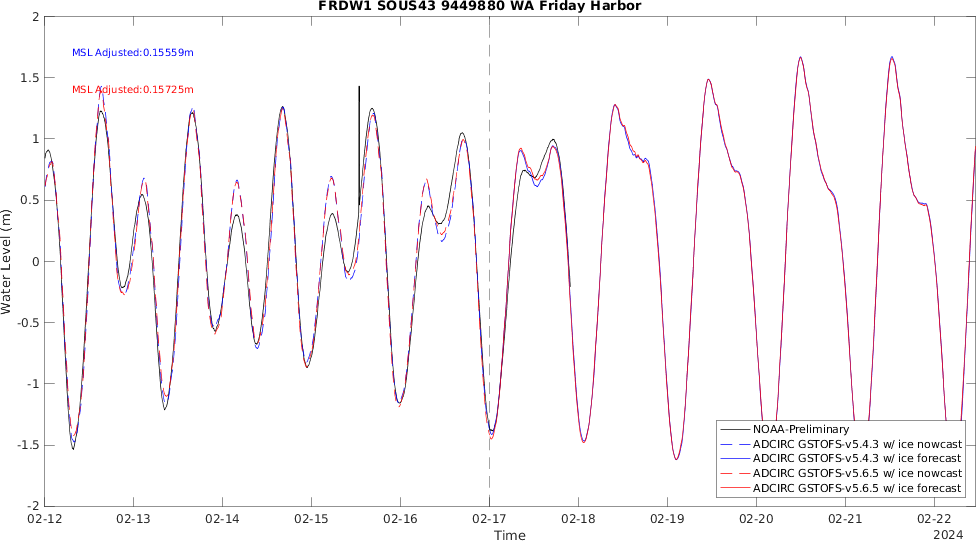 FRDW1 SOUS43 9449880 WA Friday Harbor
MSL Adjusted:0.15559m
MSL Adjusted:0.15725m
Water Level (m)
2
1.5
1
0.5
0
-0.5
-1
-1.5
-2
NOAA-Preliminary
ADCIRC GSTOFS-v5.4.3 w/ ice nowcast
ADCIRC GSTOFS-v5.4.3 w/ ice forecast
ADCIRC GSTOFS-v5.6.5 w/ ice nowcast
ADCIRC GSTOFS-v5.6.5 w/ ice forecast
02-12 02-13 02-14 02-15 02-16 02-17 02-18 02-19 02-20 02-21 02-22
Time
2024